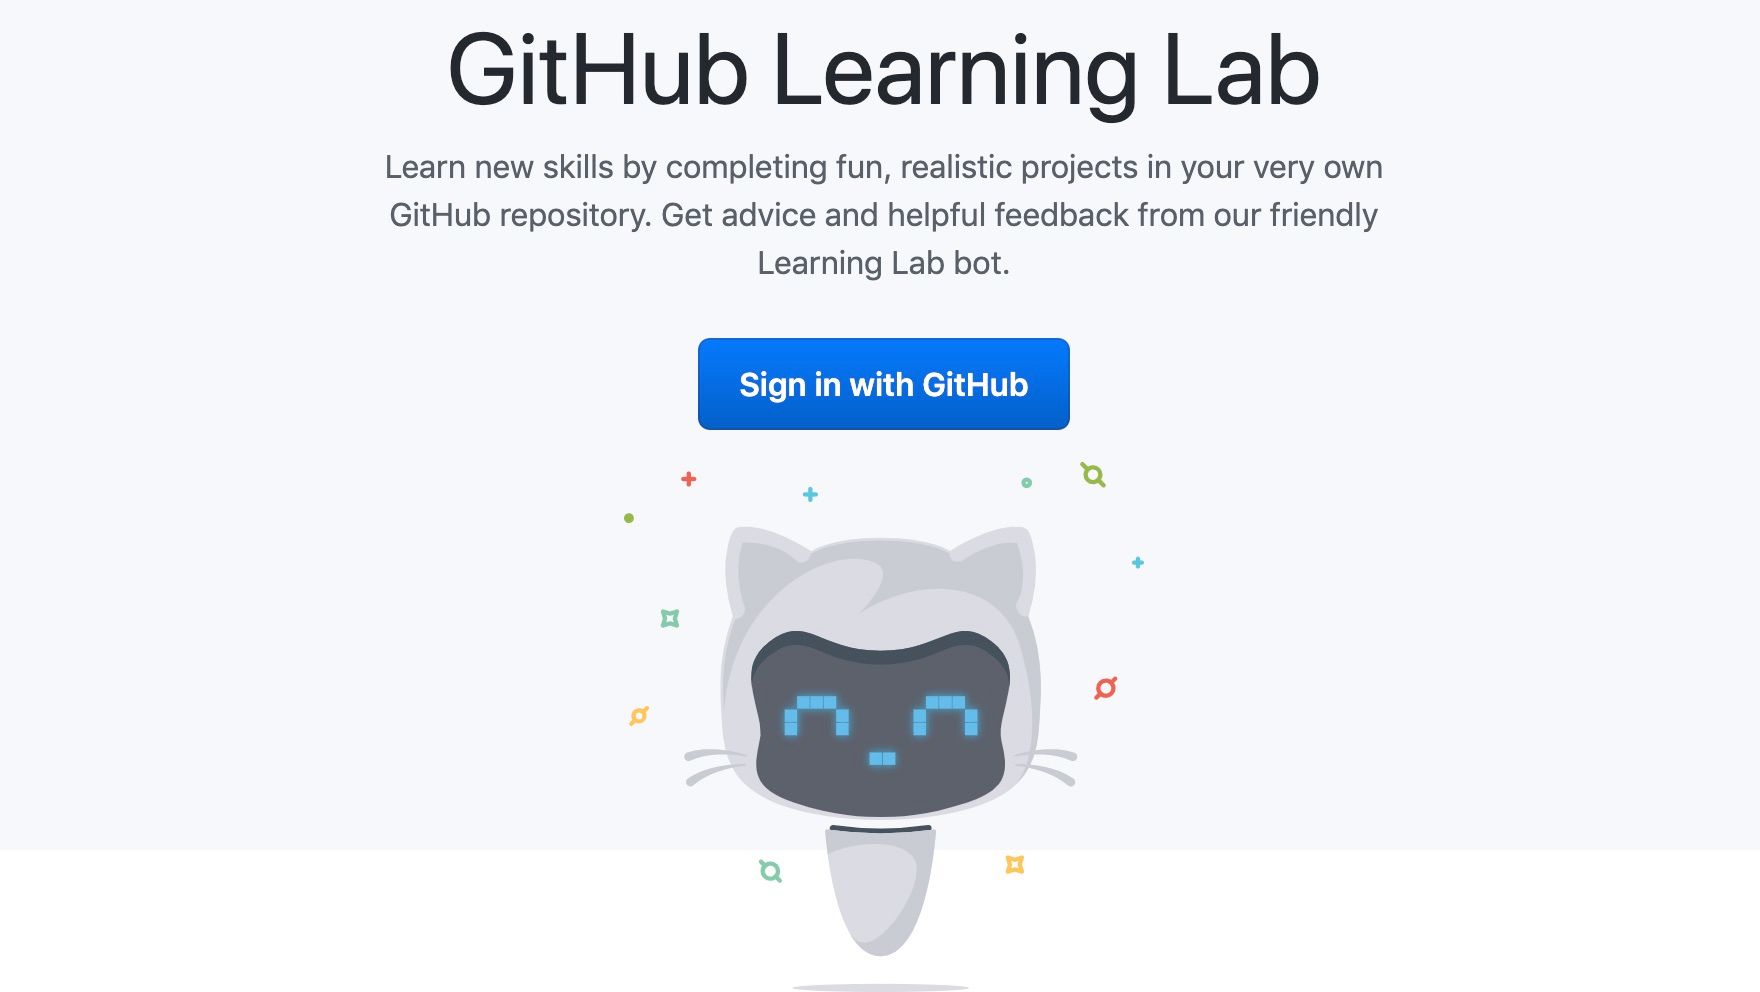 GitHub Learning Lab
Learn new skills by completing fun, realistic projects in your very own
GitHub repository. Get advice and helpful feedback from our friendly
Learning Lab bot.
Sign in with GitHub